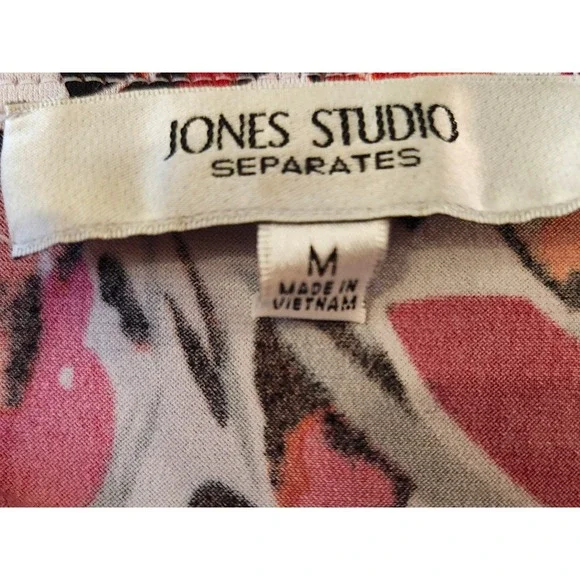 JONES STUDIO
SEPARATES
M
MADE IN
VIETNAM